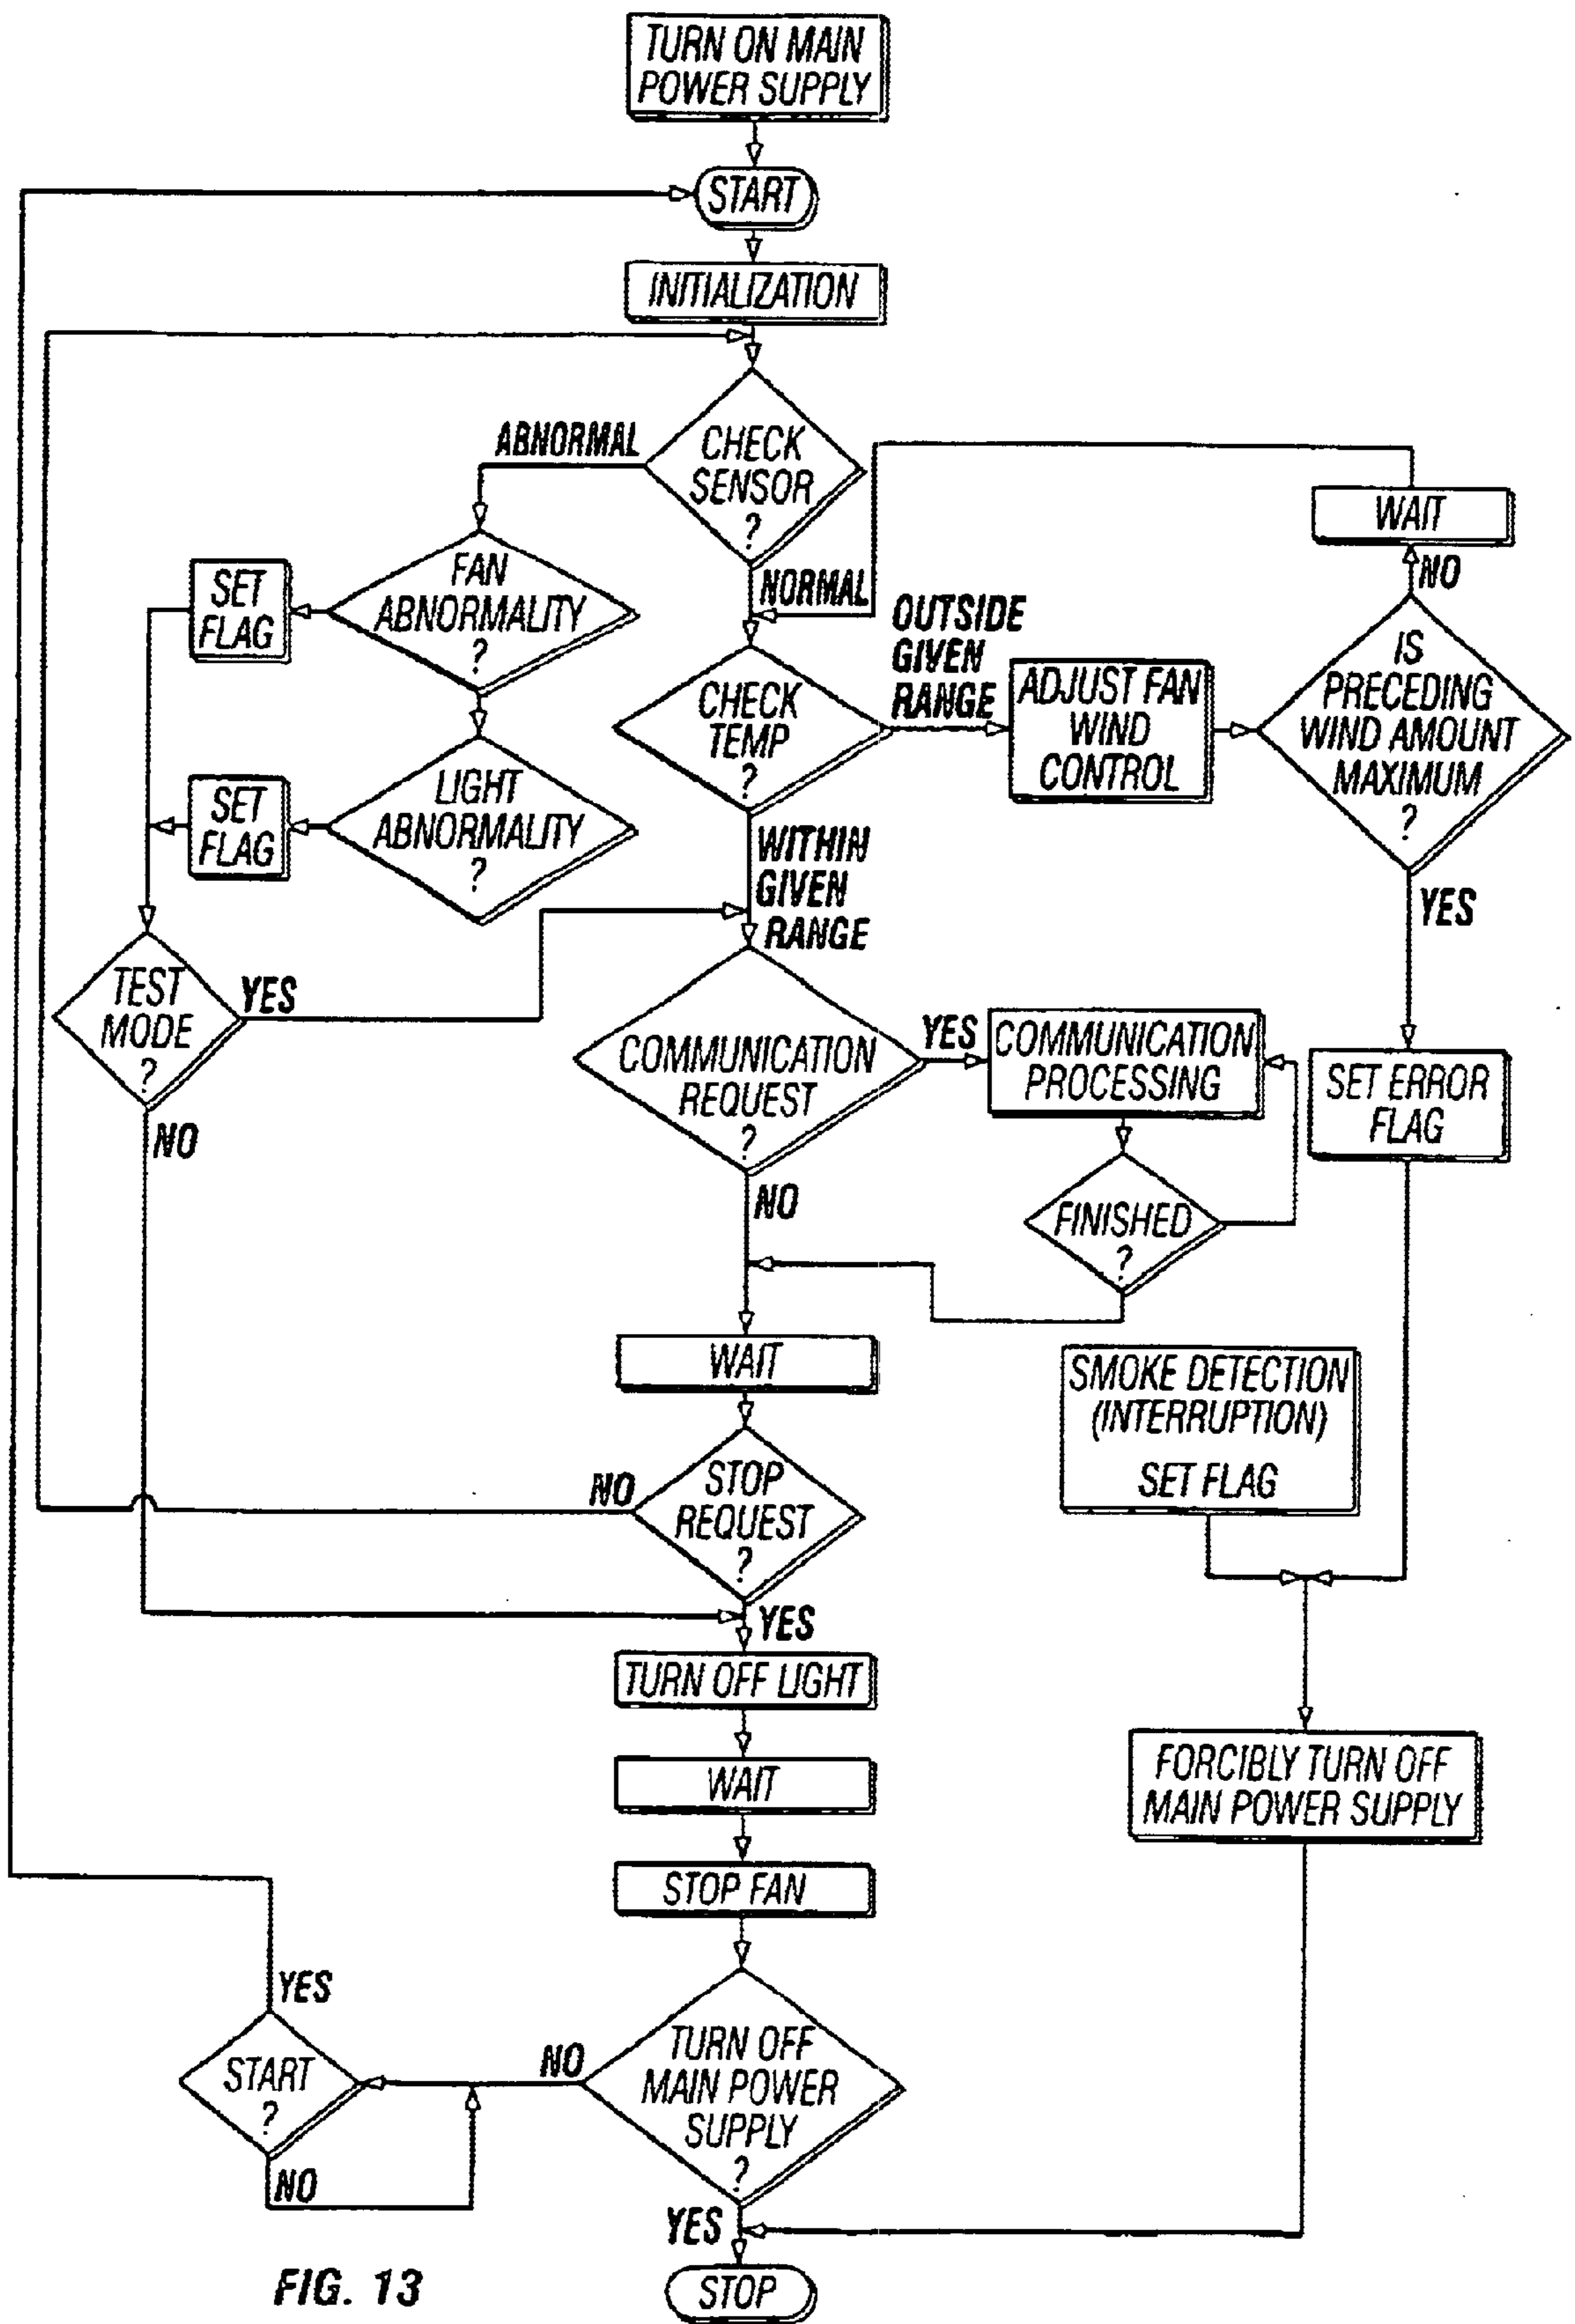 TURN ON MAIN
POWER SUPPLY
START
INITIALIZATION
ABNORMAL
CHECK
SENSOR
?
NORMAL
WAIT
NO
SET
FLAG
FAN
ABNORMALITY
?
OUTSIDE
GIVEN
RANGE
CHECK
TEMP
?
ADJUST FAN
WIND
CONTROL
IS
PRECEDING
WIND AMOUNT
MAXIMUM
?
SET
FLAG
LIGHT
ABNORMALITY
?
WITHIN
GIVEN
RANGE
YES
TEST
MODE
?
YES
NO
COMMUNICATION
REQUEST
?
YES
COMMUNICATION
PROCESSING
SET ERROR
FLAG
NO
FINISHED
?
WAIT
SMOKE DETECTION
(INTERRUPTION)
SET FLAG
NO
STOP
REQUEST
?
YES
TURN OFF LIGHT
WAIT
FORCIBLY TURN OFF
MAIN POWER SUPPLY
STOP FAN
YES
START
?
NO
NO
TURN OFF
MAIN POWER
SUPPLY
?
YES
STOP
FIG. 13